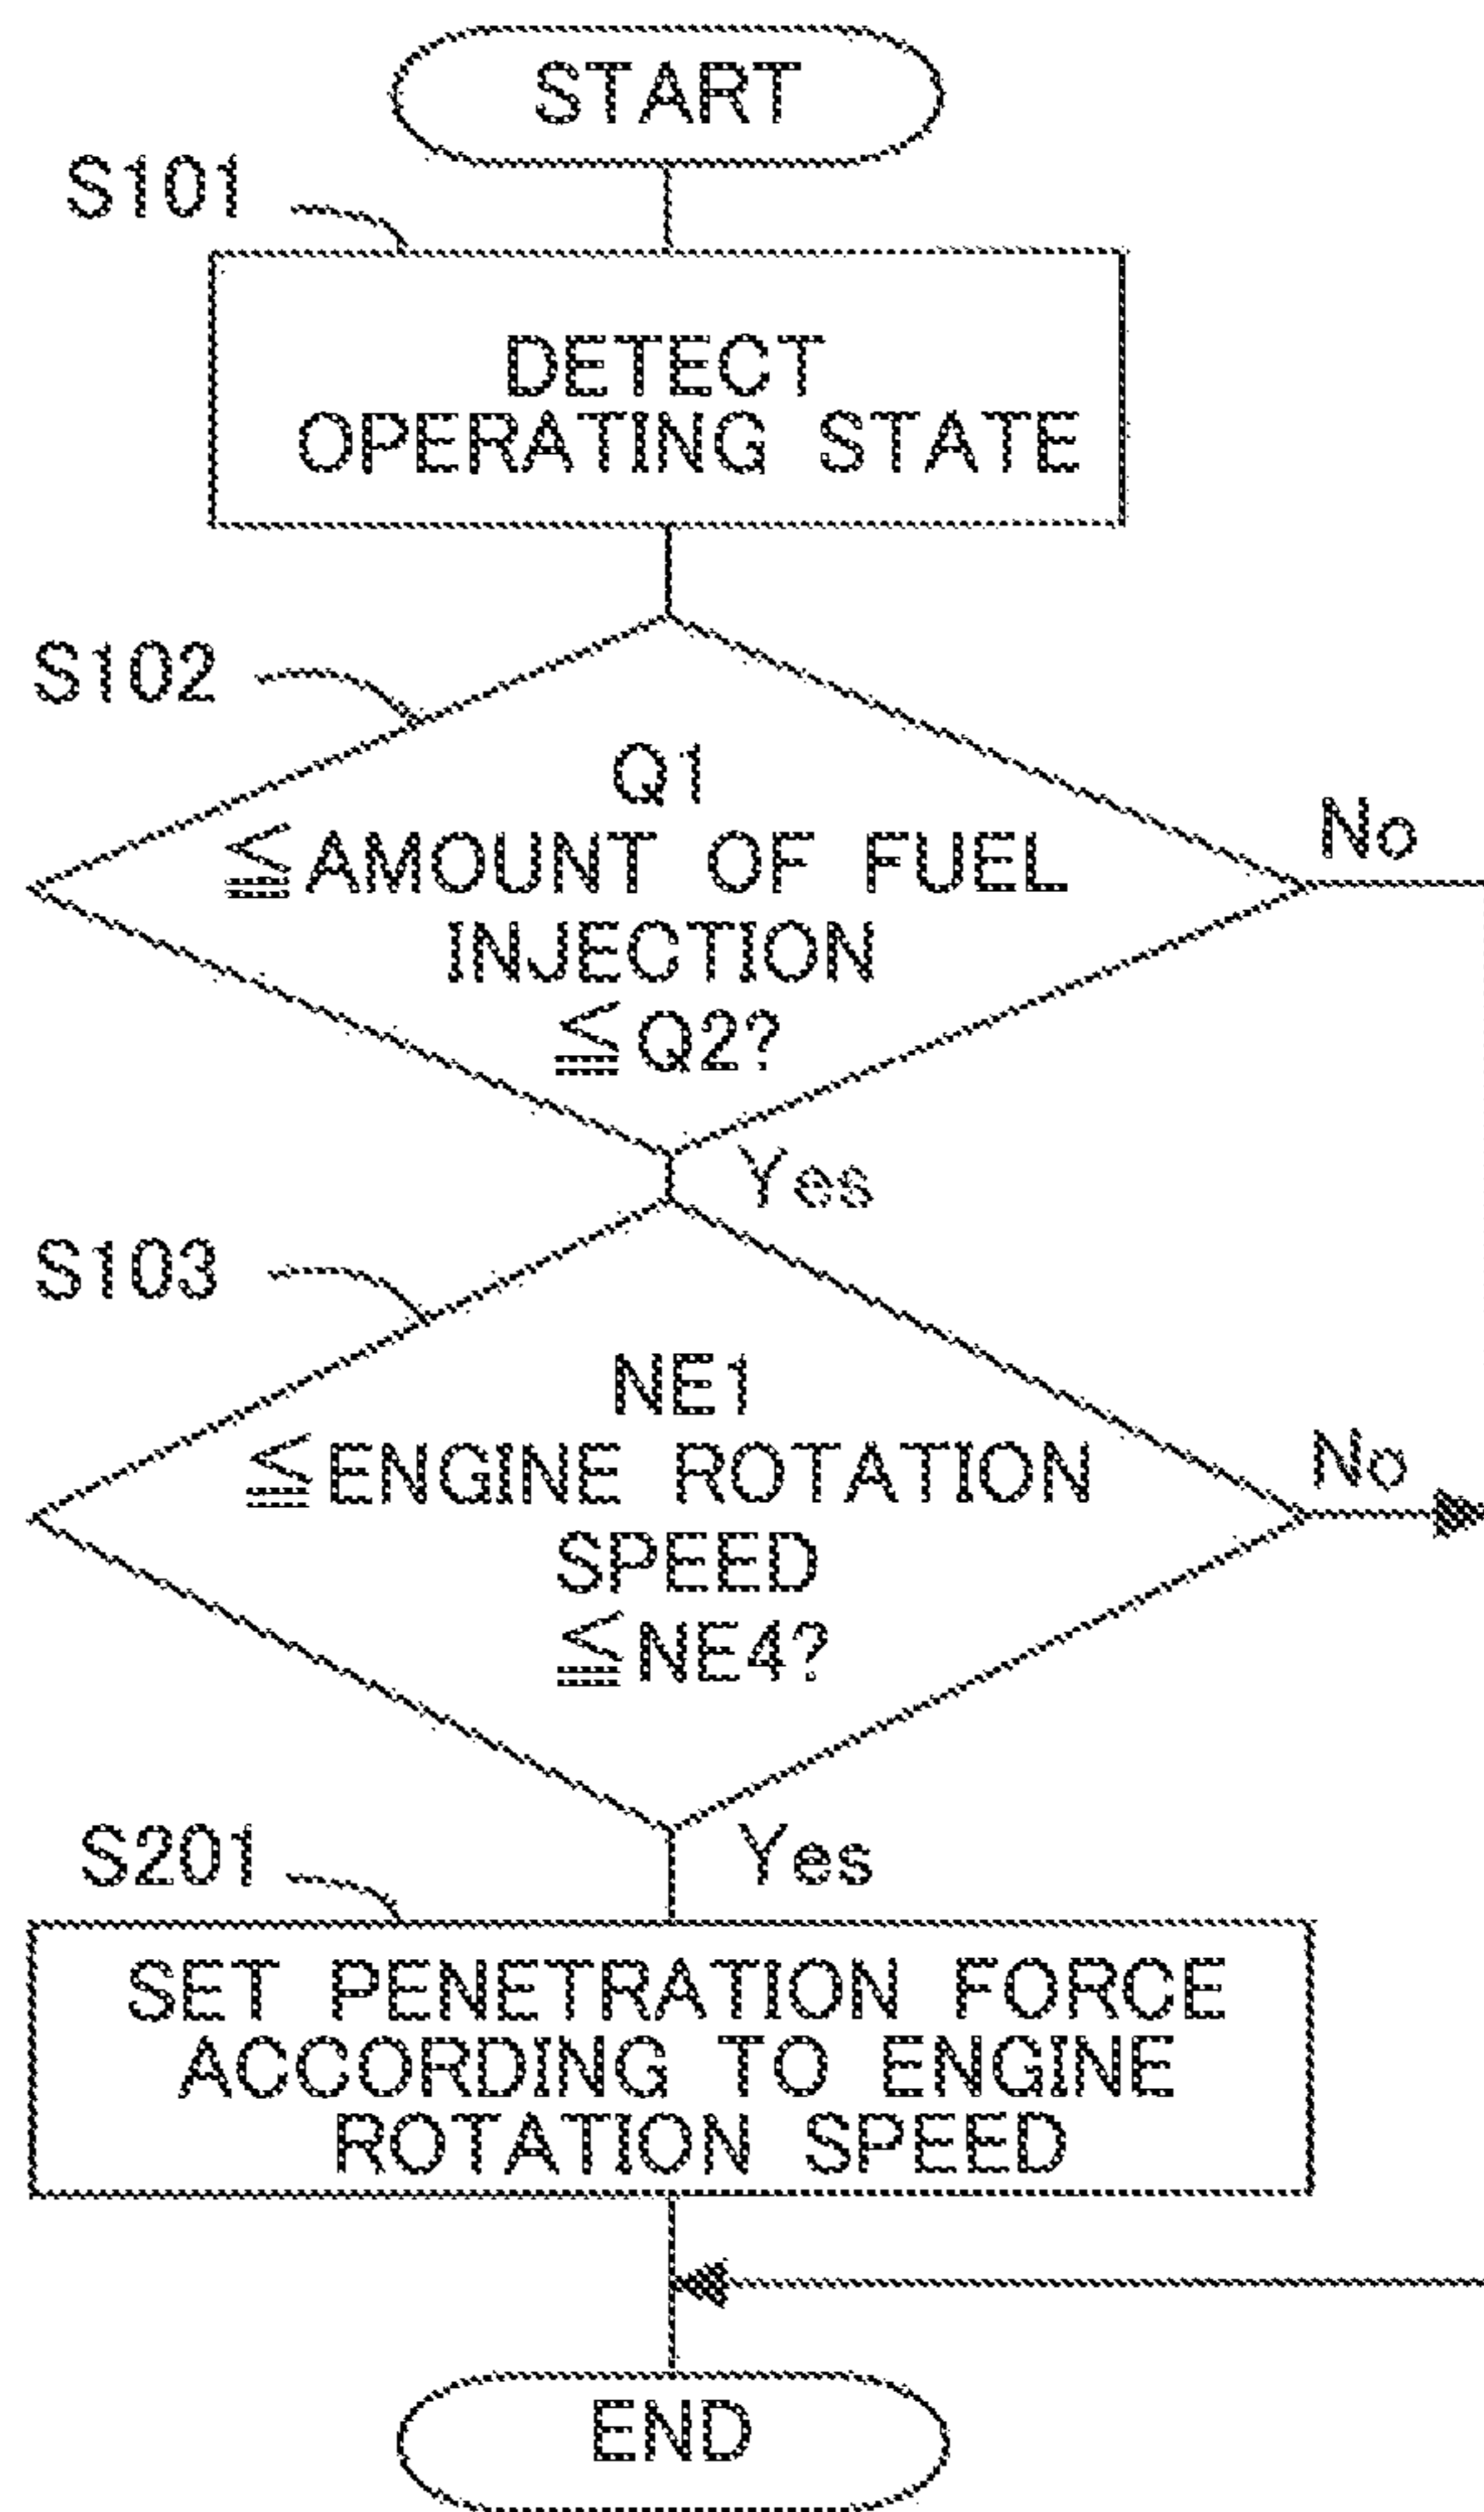 START
S101
DETECT
OPERATING STATE
S102
Q1
≦AMOUNT OF FUEL
INJECTION
≦Q2?
No
Yes
S103
NE1
≦ENGINE ROTATION
SPEED
≦NE4?
No
Yes
S201
SET PENETRATION FORCE
ACCORDING TO ENGINE
ROTATION SPEED
END